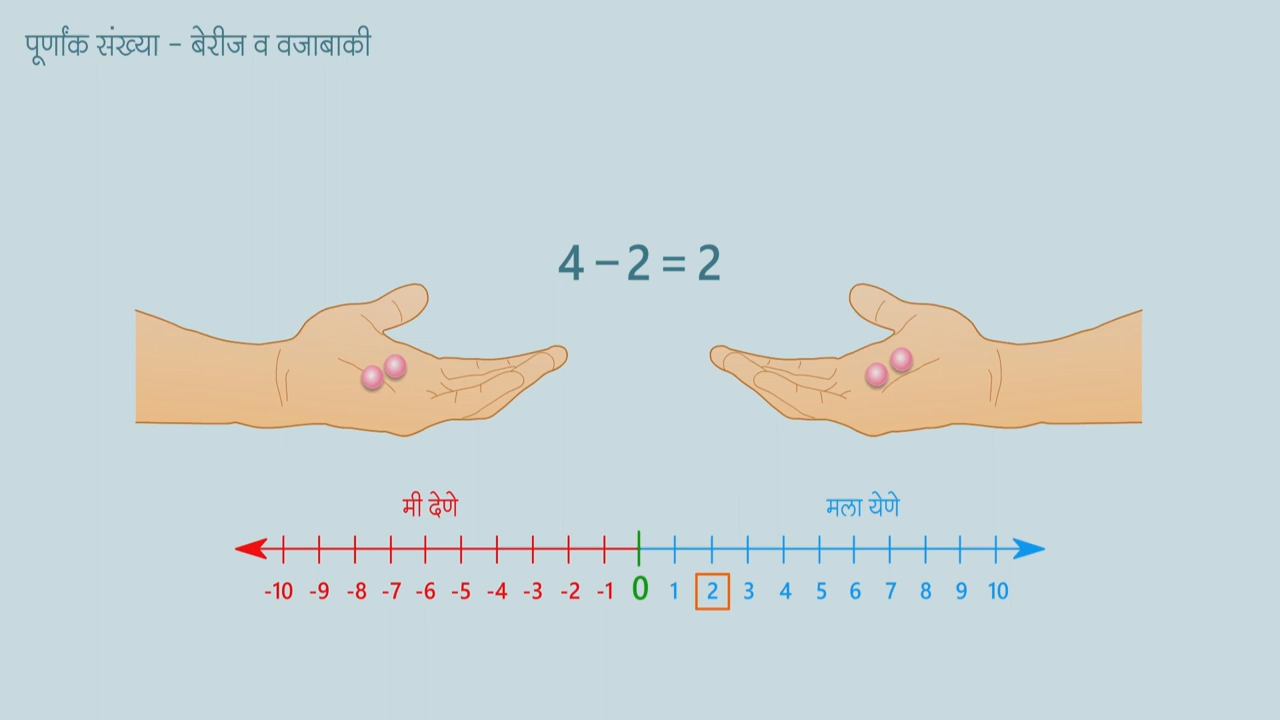 पूर्णांक संख्या - बेरीज व वजाबाकी
4 – 2 = 2
मी देणे मला येणे
-10 -9 -8 -7 -6 -5 -4 -3 -2 -1 0 1 2 3 4 5 6 7 8 9 10